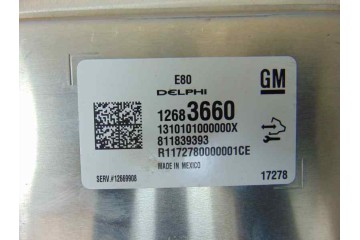 E80
DELPHI
GM
12683660
1310101000000X
811839393
R1172780000001CE
MADE IN MEXICO
SERV.#12669908
17278